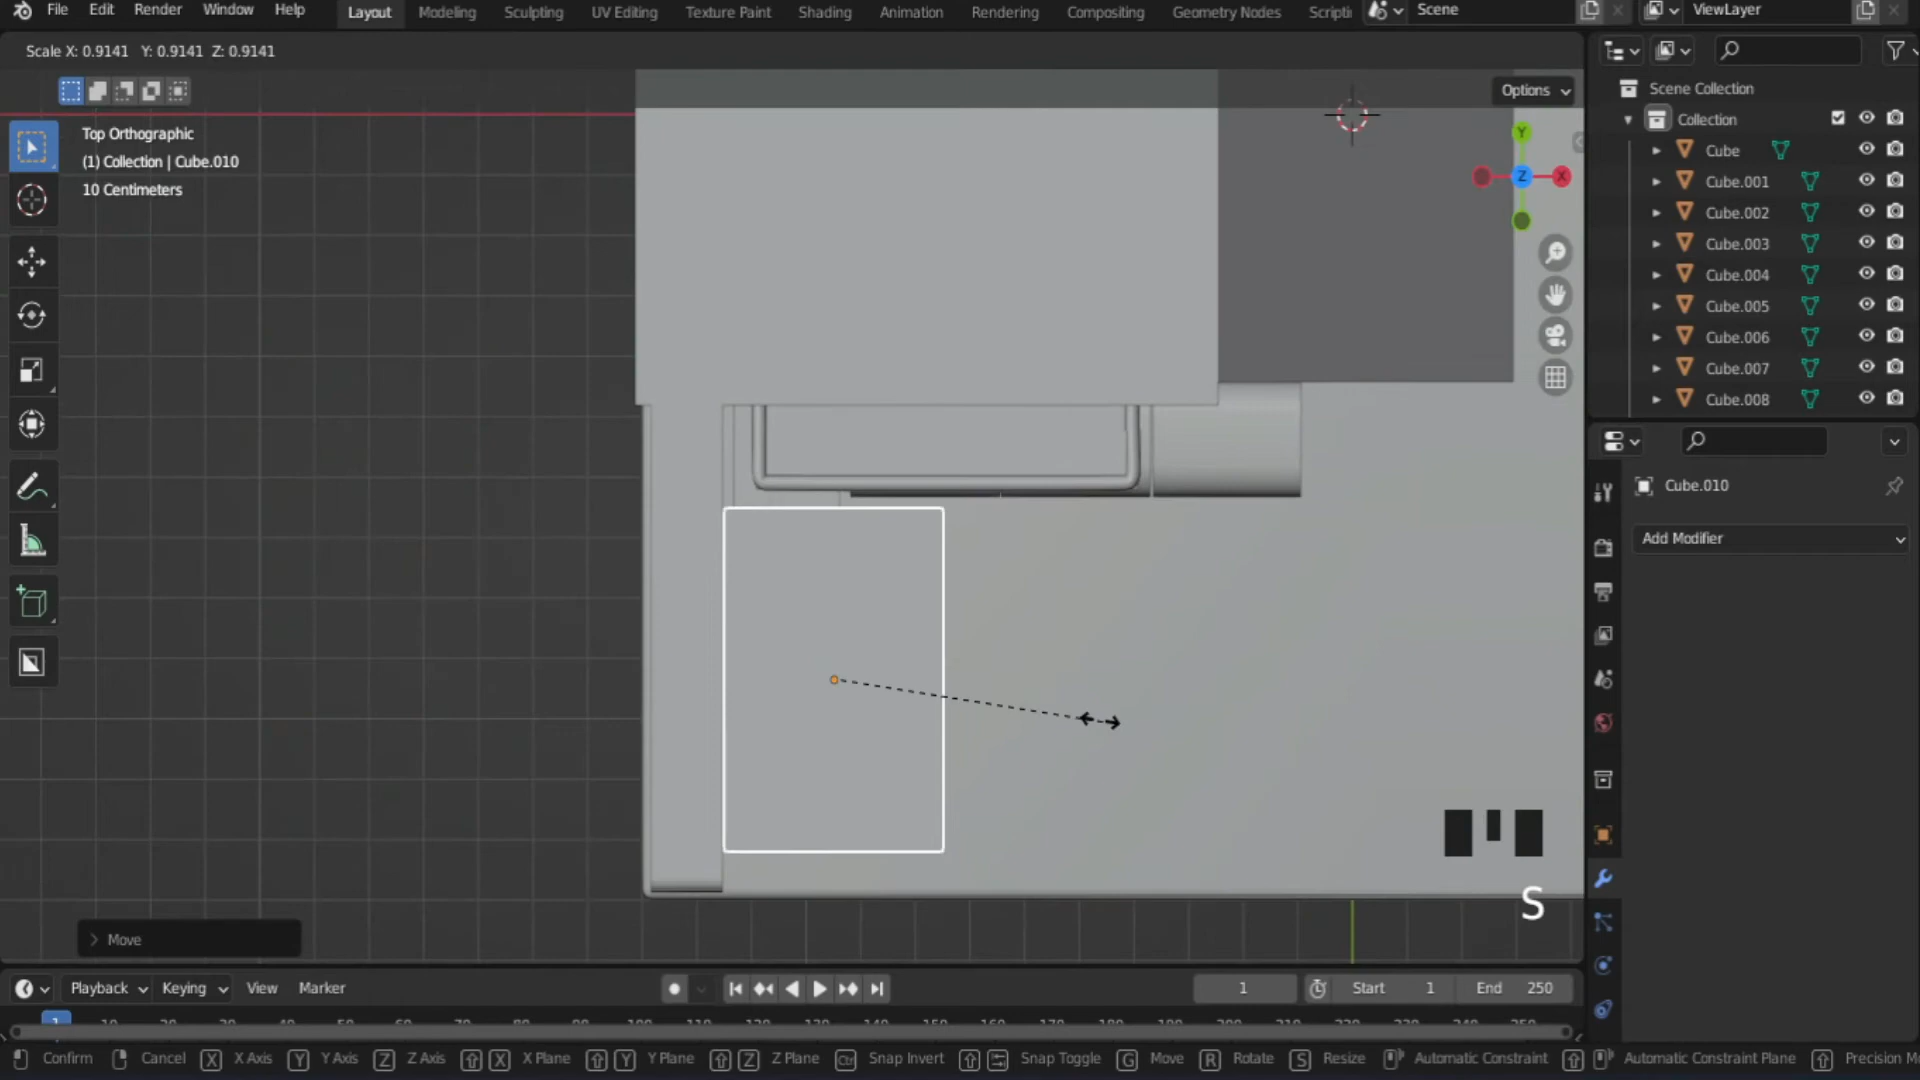 File Edit Render Window Help Layout Modeling Sculpting UV Editing Texture Paint Shading Animation Rendering Compositing Geometry Nodes Scripti Scene ViewLayer
Scale X: 0.9141 Y: 0.9141 Z: 0.9141
Options
Top Orthographic
(1) Collection | Cube.010
10 Centimeters
Y
Z
X
Scene Collection
Collection
Cube
Cube.001
Cube.002
Cube.003
Cube.004
Cube.005
Cube.006
Cube.007
Cube.008
Cube.010
Add Modifier
S
Move
Playback Keying View Marker 1 Start 1 End 250
1
Confirm Cancel X X Axis Y Y Axis Z Z Axis X X Plane Y Y Plane Z Z Plane Ctrl Snap Invert Snap Toggle G Move R Rotate S Resize Automatic Constraint Automatic Constraint Plane Precision M